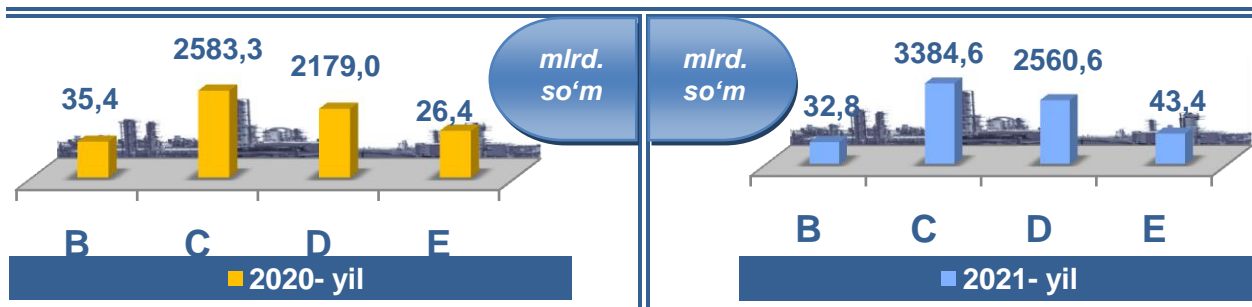 35,4
2583,3
2179,0
26,4
B
C
D
E
2020- yil
mlrd.
so‘m
mlrd.
so‘m
32,8
3384,6
2560,6
43,4
B
C
D
E
2021- yil